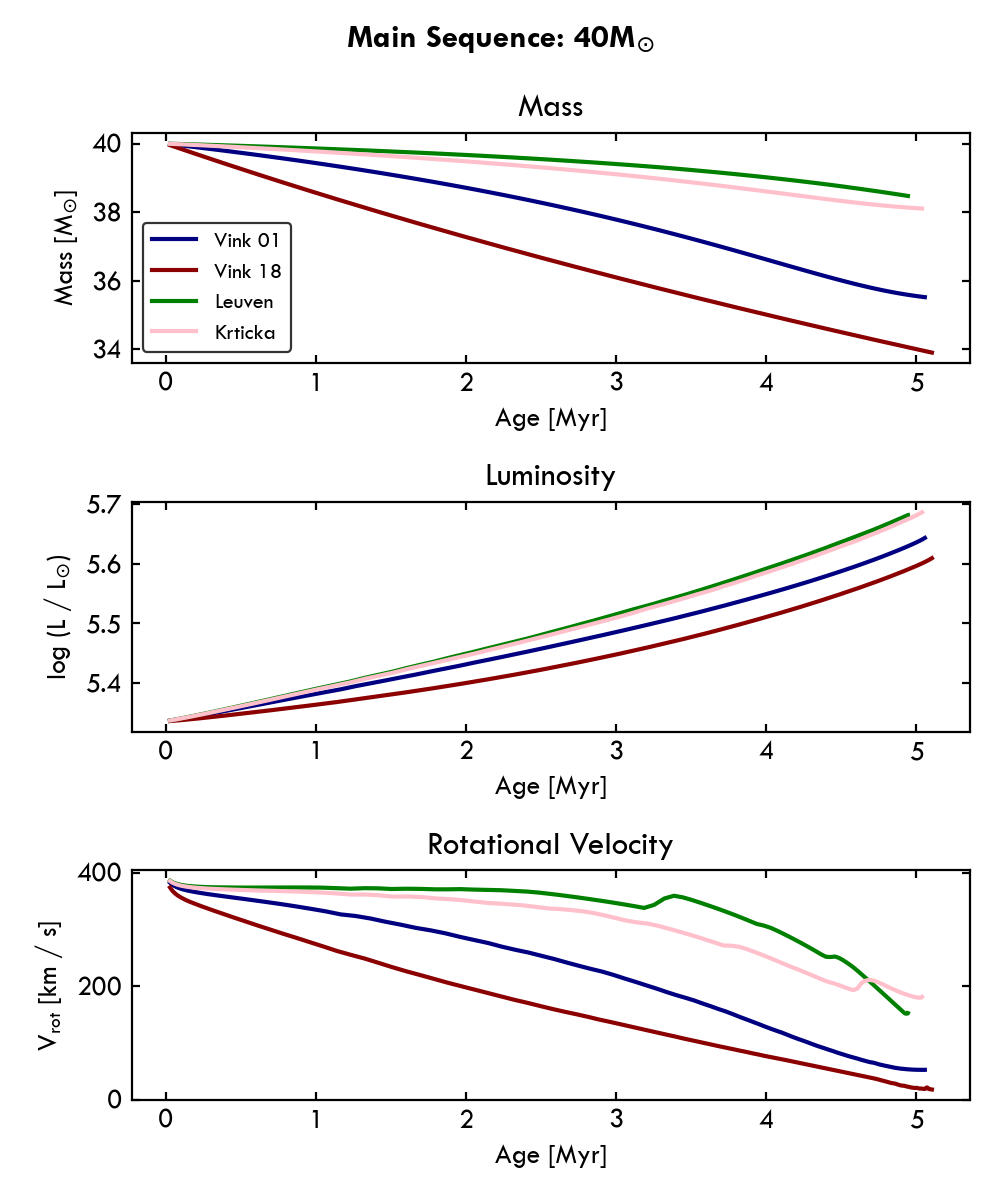 Main Sequence: 40M☉
Mass
Mass [M☉]
40
38
36
34
Vink 01
Vink 18
Leuven
Krticka
0 1 2 3 4 5
Age [Myr]
Luminosity
log (L / L☉)
5.7
5.6
5.5
5.4
0 1 2 3 4 5
Age [Myr]
Rotational Velocity
Vrot [km / s]
400
200
0
0 1 2 3 4 5
Age [Myr]